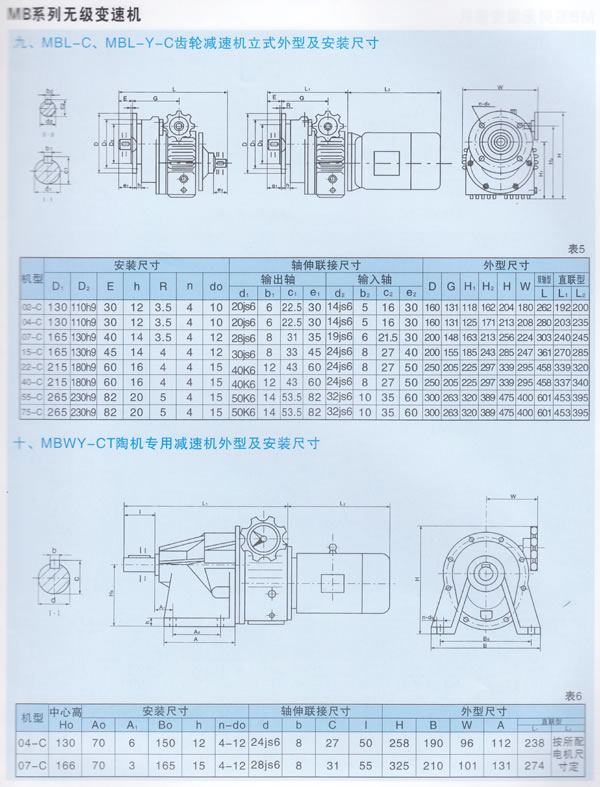 MB系列无级变速机
九、MBL-C、MBL-Y-C齿轮减速机立式外型及安装尺寸
表5
机型 安装尺寸 轴伸联接尺寸 外型尺寸
输出轴 输入轴 双轴型 直联型
D₁ D₂ E h R n do d₁ b₁ c₁ e₁ d₂ b₂ c₂ e₂ D G H₁ H₂ H W L L₁ L₂
02-C 130 110h9 30 12 3.5 4 10 20js6 6 22.5 30 14js6 5 16 30 160 131 118 162 204 180 262 192 200
04-C 130 110h9 30 12 3.5 4 10 20js6 6 22.5 30 14js6 5 16 30 160 131 125 171 213 208 280 203 235
07-C 165 130h9 40 14 3.5 4 12 28js6 8 31 35 19js6 6 21.5 30 200 148 163 213 256 224 303 240 245
15-C 165 130h9 45 14 4 4 12 30js6 8 33 45 24js6 8 27 40 200 155 185 243 285 247 361 270 285
22-C 215 180h9 60 16 4 4 15 40K6 12 43 60 24js6 8 27 50 250 205 225 297 339 295 458 339 320
40-C 215 180h9 60 16 4 4 15 40K6 12 43 60 24js6 8 27 50 250 205 225 297 339 295 458 337 340
55-C 265 230h9 82 20 5 4 15 50K6 14 53.5 82 32js6 10 35 60 300 263 320 389 475 400 601 453 395
75-C 265 230h9 82 20 5 4 15 50K6 14 53.5 82 32js6 10 35 60 300 263 320 389 475 400 601 453 395
十、MBWY-CT陶机专用减速机外型及安装尺寸
表6
机型 中心高 安装尺寸 轴伸联接尺寸 外型尺寸
直联型
Ho Ao A₁ Bo h n-do d b C I H B W A L₁ L₂
04-C 130 70 6 150 12 4-12 24js6 8 27 50 258 190 96 112 238 按所配电机尺寸定
07-C 166 70 3 165 15 4-12 28js6 8 31 55 325 210 101 131 274